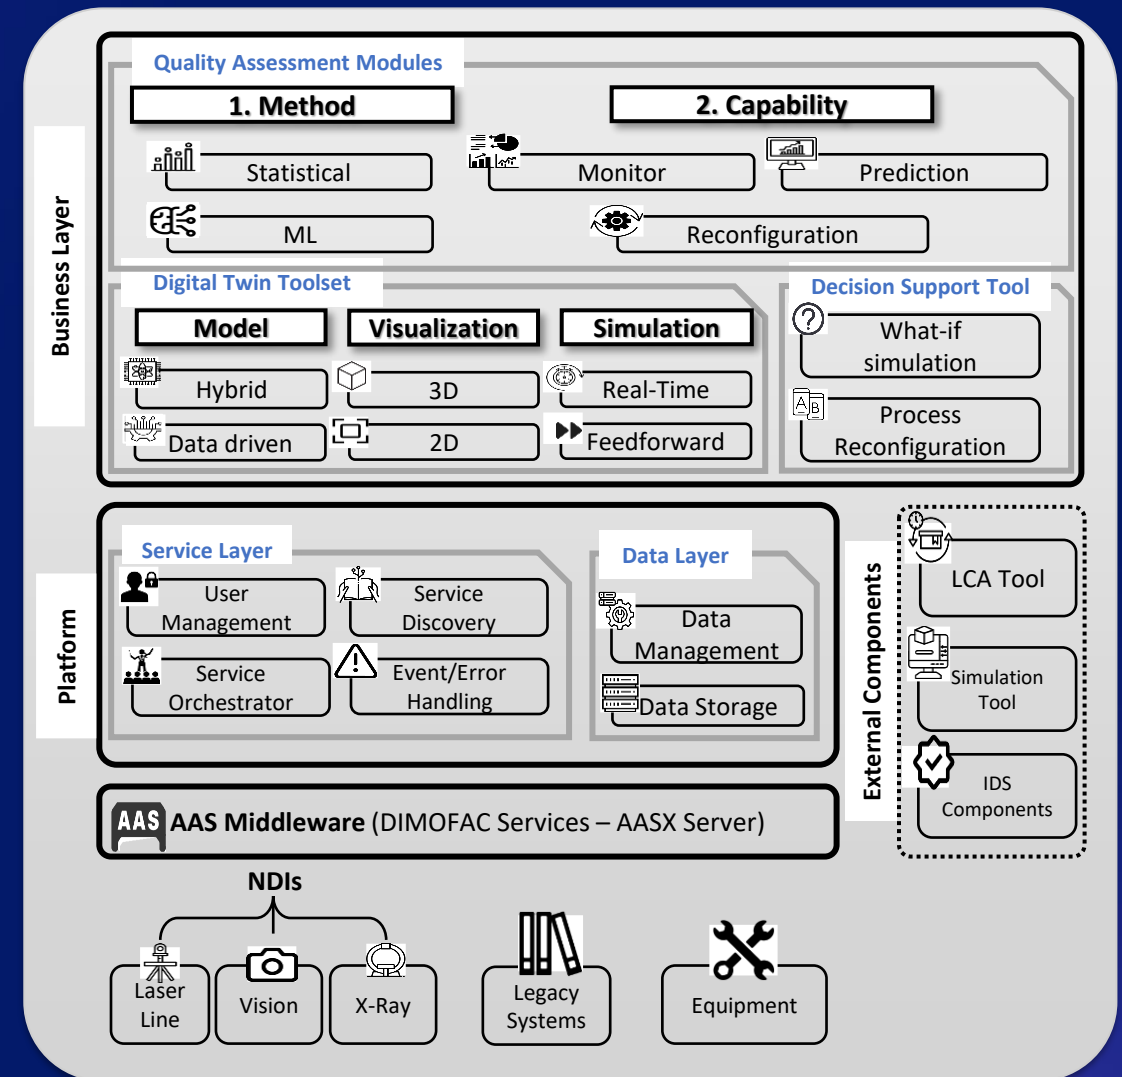 Quality Assessment Modules
1. Method
2. Capability
Statistical
Monitor
Prediction
ML
Reconfiguration
Business Layer
Digital Twin Toolset
Model
Visualization
Simulation
Hybrid
3D
Real-Time
Data driven
2D
Feedforward
Decision Support Tool
?
What-if
simulation
A B
Process
Reconfiguration
Platform
Service Layer
User
Management
Service
Discovery
Service
Orchestrator
Event/Error
Handling
Data Layer
Data
Management
Data Storage
External Components
LCA Tool
Simulation
Tool
IDS
Components
AAS
AAS Middleware (DIMOFAC Services – AASX Server)
NDIs
Laser
Line
Vision
X-Ray
Legacy
Systems
Equipment